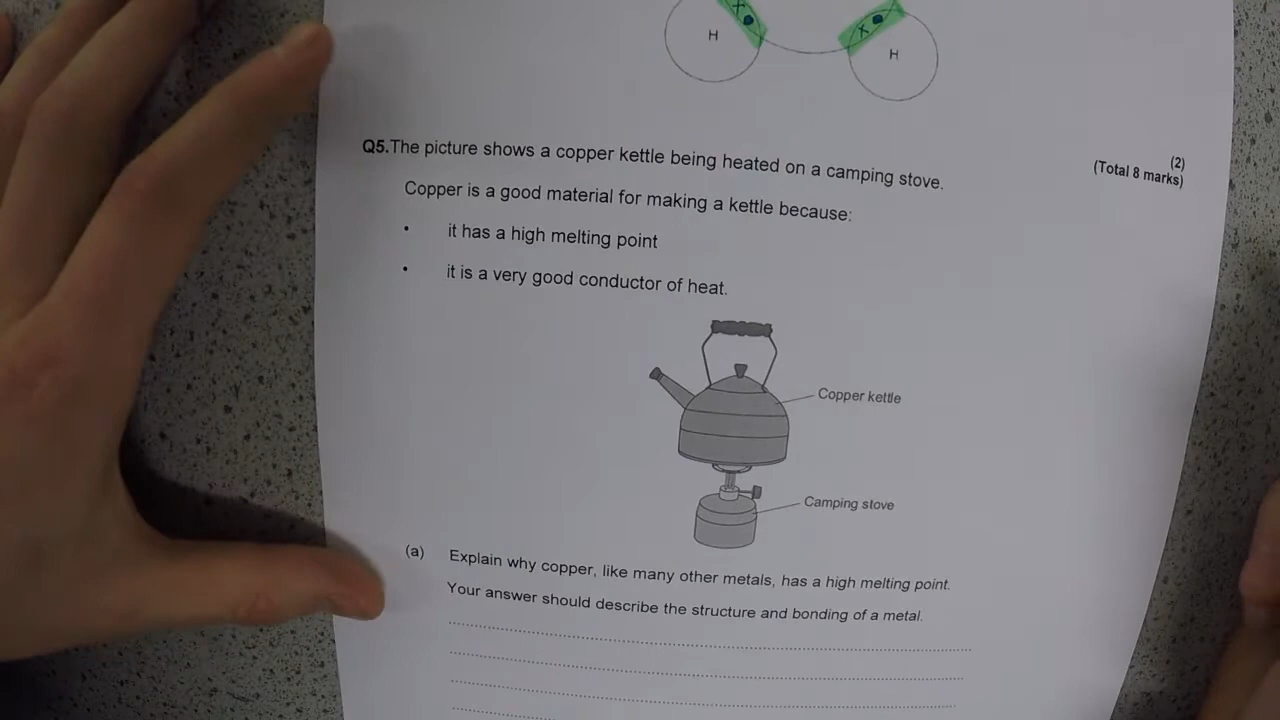 X
X
H
H
(2)
(Total 8 marks)
Q5.The picture shows a copper kettle being heated on a camping stove.
Copper is a good material for making a kettle because:
• it has a high melting point
• it is a very good conductor of heat.
Copper kettle
Camping stove
(a) Explain why copper, like many other metals, has a high melting point.
Your answer should describe the structure and bonding of a metal.